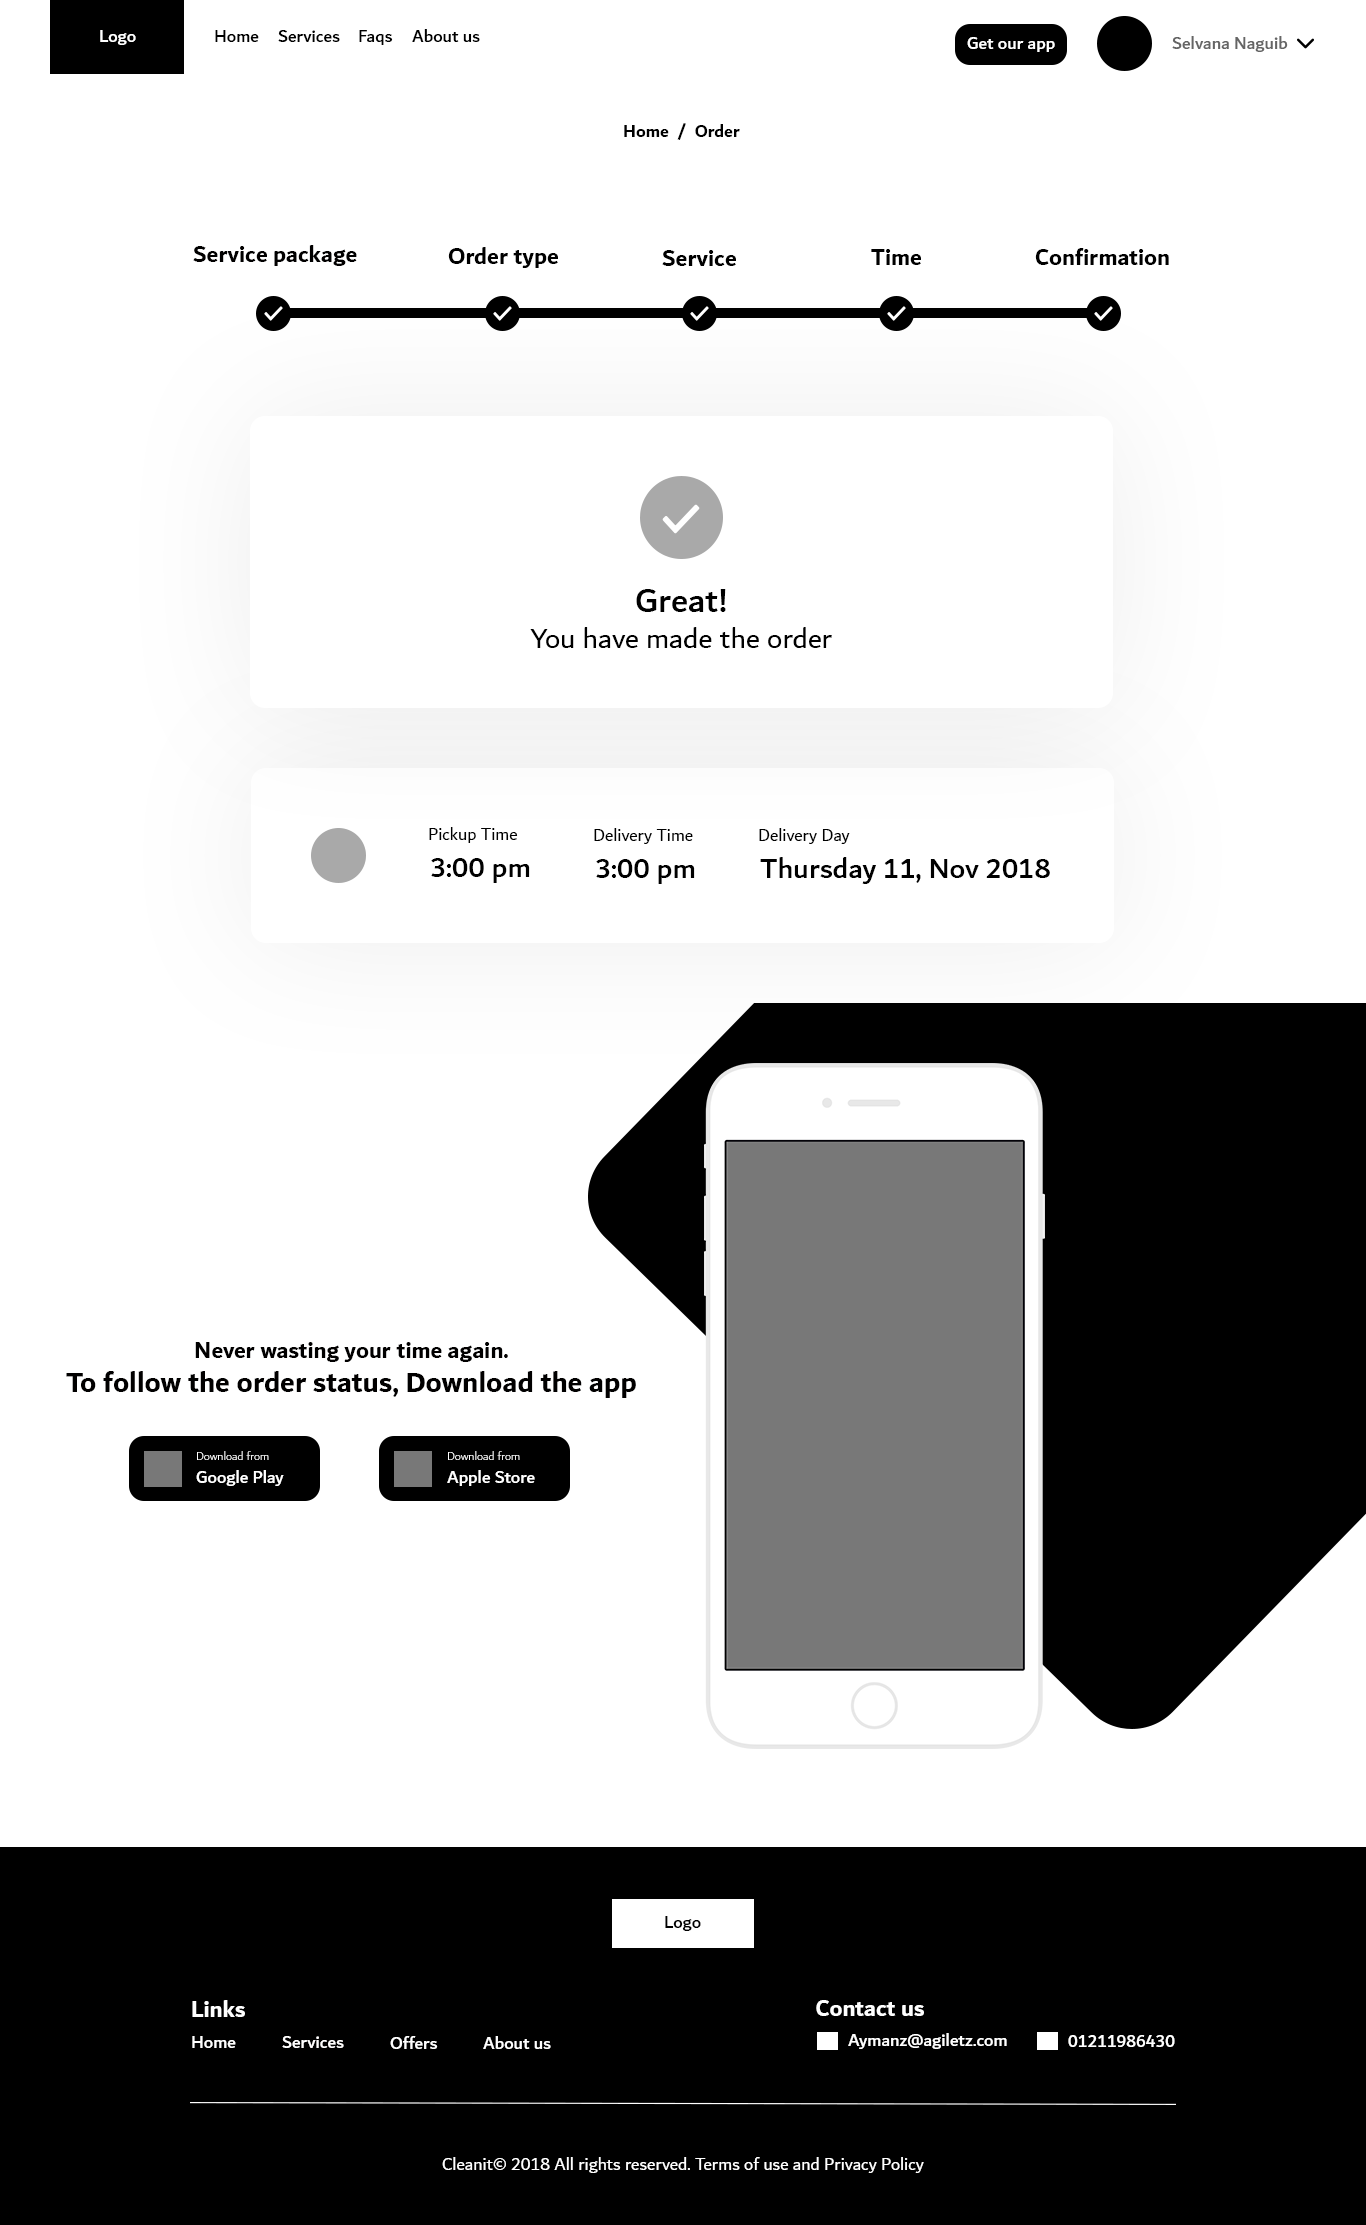 Logo
Home Services Faqs About us
Get our app
Selvana Naguib
Home / Order
Service package Order type Service Time Confirmation
Great!
You have made the order
Pickup Time Delivery Time Delivery Day
3:00 pm 3:00 pm Thursday 11, Nov 2018
Never wasting your time again.
To follow the order status, Download the app
Download from
Google Play
Download from
Apple Store
Logo
Links
Home Services Offers About us
Contact us
Aymanz@agiletz.com 01211986430
Cleanit© 2018 All rights reserved. Terms of use and Privacy Policy